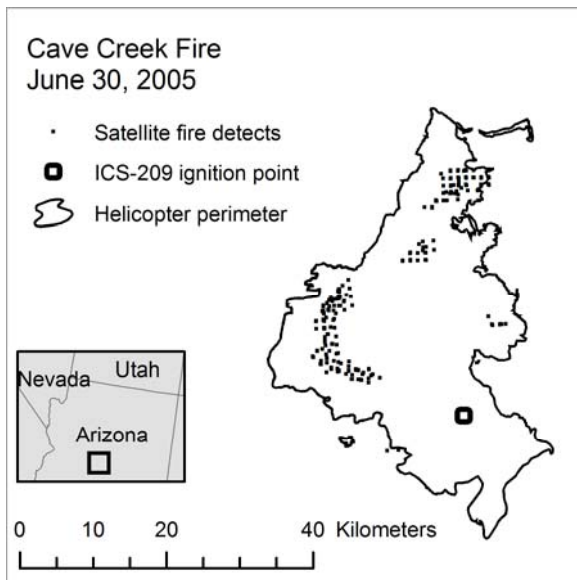 Cave Creek Fire
June 30, 2005
Satellite fire detects
ICS-209 ignition point
Helicopter perimeter
Nevada
Utah
Arizona
0 10 20 40 Kilometers